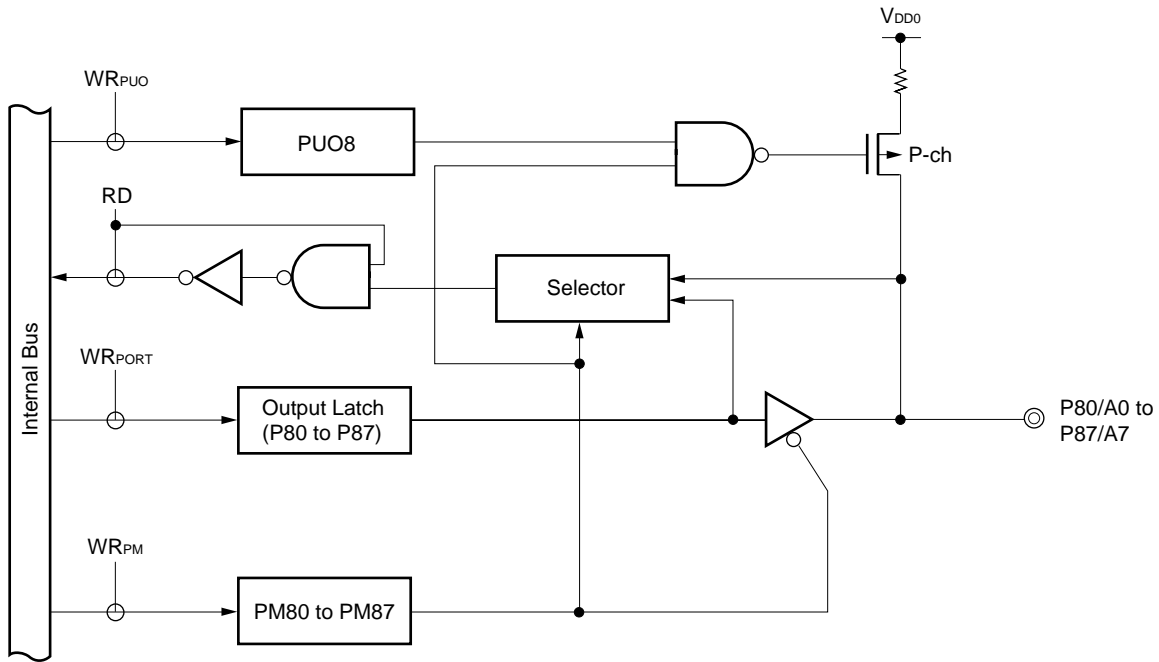 VDD0
WRPUO
PUO8
P-ch
RD
Selector
Internal Bus
WRPORT
Output Latch
(P80 to P87)
P80/A0 to
P87/A7
WRPM
PM80 to PM87